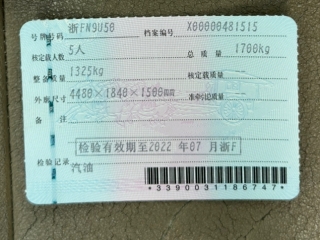 号牌号码 浙FN9U50 档案编号 X00000481515
核定载人数 5人 总质量 1700kg
整备质量 1325kg 核定载质量
外廓尺寸 4480×1840×1500mm 准牵引总质量
备注
检验有效期至2022年07月浙F
检验记录
汽油
*3390031186747*